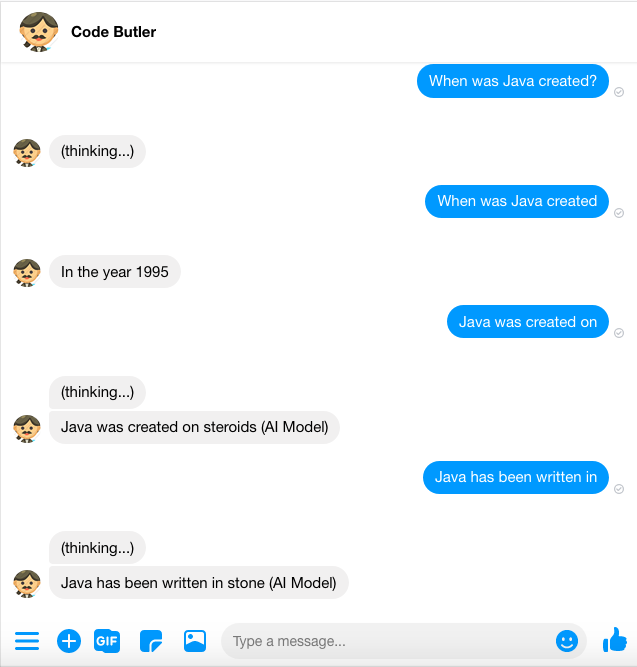 Code Butler
When was Java created?
(thinking...)
When was Java created
In the year 1995
Java was created on
(thinking...)
Java was created on steroids (AI Model)
Java has been written in
(thinking...)
Java has been written in stone (AI Model)
GIF
Type a message...